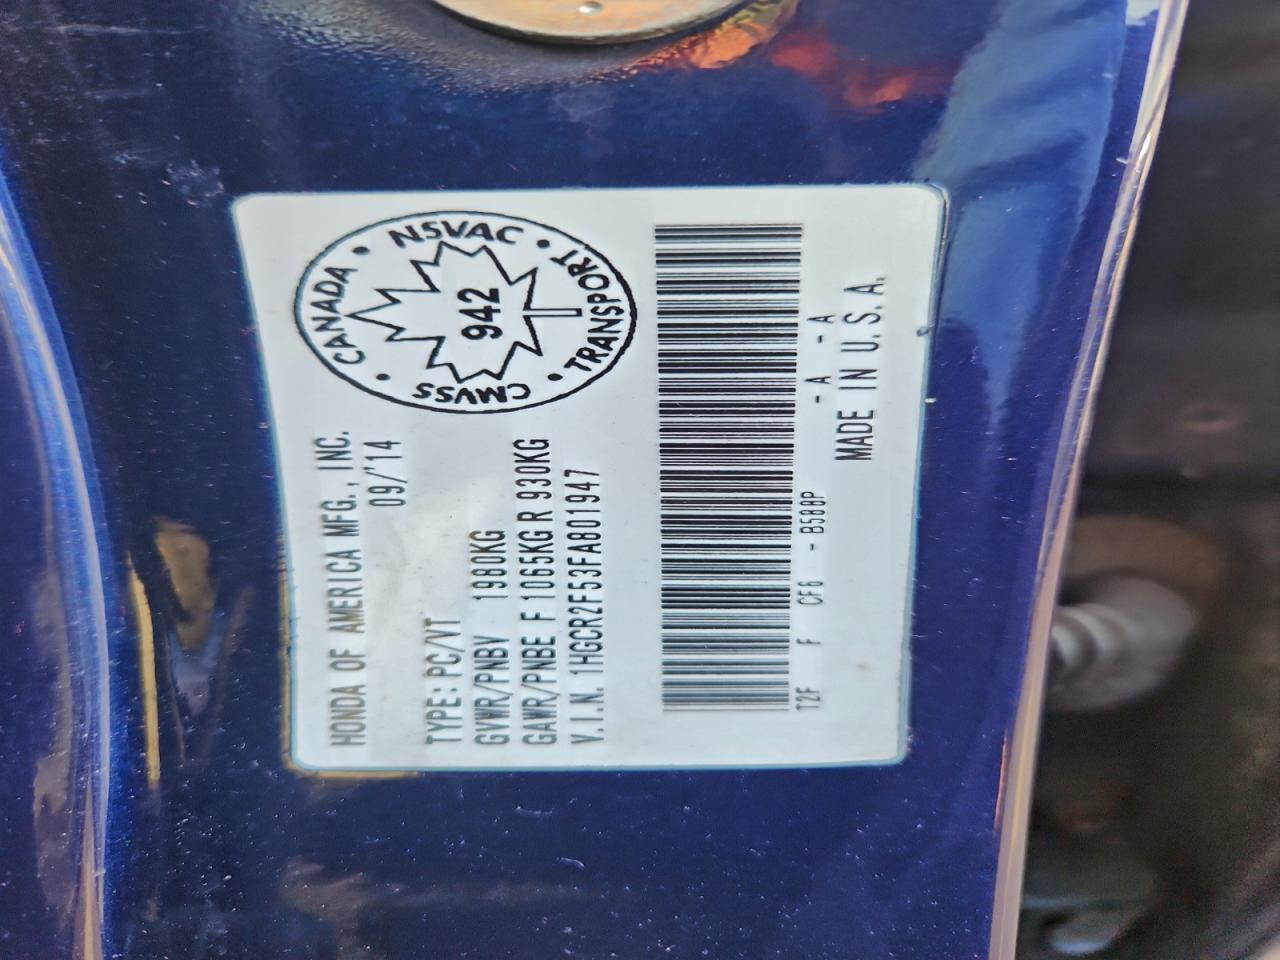 HONDA OF AMERICA MFG., INC.
09/'14
TYPE: PC/VT
GVWR/PNBV 1990KG
GAWR/PNBE F 1065KG R 930KG
V.I.N. 1HGCR2F53FA801947
CANADA • NSVAC • TRANSPORT • CMVSS •
942
T2F F CF6 - B588P - A - A
MADE IN U.S.A.